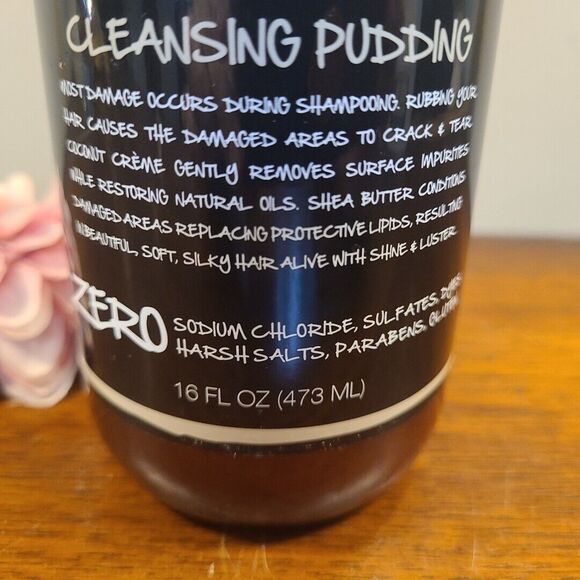 CLEANSING PUDDING
MOST DAMAGE OCCURS DURING SHAMPOOING. RUBBING YOUR
HAIR CAUSES THE DAMAGED AREAS TO CRACK & TEAR.
COCONUT CRÈME GENTLY REMOVES SURFACE IMPURITIES
WHILE RESTORING NATURAL OILS. SHEA BUTTER CONDITIONS
DAMAGED AREAS REPLACING PROTECTIVE LIPIDS, RESULTING
IN BEAUTIFUL, SOFT, SILKY HAIR ALIVE WITH SHINE & LUSTER.
ZERO SODIUM CHLORIDE, SULFATES, DYES,
HARSH SALTS, PARABENS, GLUTEN
16 FL OZ (473 ML)